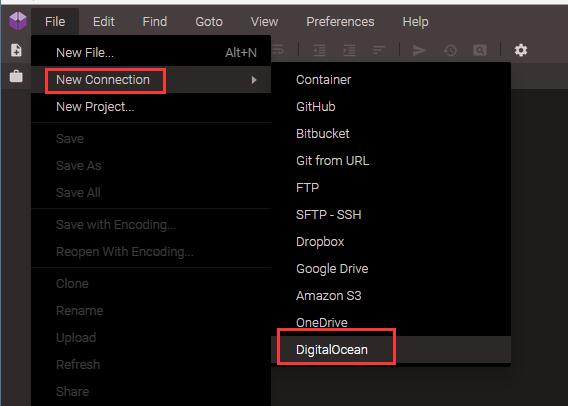 File Edit Find Goto View Preferences Help
New File... Alt+N
New Connection
New Project...
Save
Save As
Save All
Save with Encoding...
Reopen With Encoding...
Clone
Rename
Upload
Refresh
Share
Container
GitHub
Bitbucket
Git from URL
FTP
SFTP - SSH
Dropbox
Google Drive
Amazon S3
OneDrive
DigitalOcean